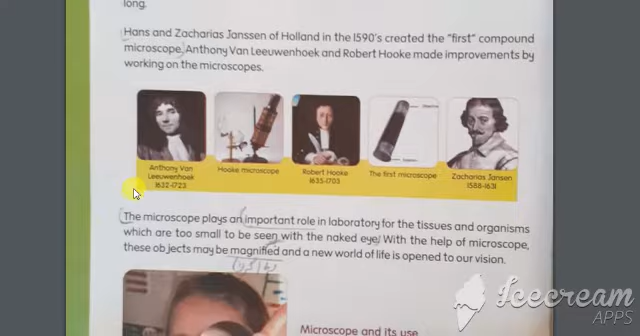 long.
Hans and Zacharias Janssen of Holland in the 1590's created the "first" compound
microscope. Anthony Van Leeuwenhoek and Robert Hooke made improvements by
working on the microscopes.
Anthony Van
Leeuwenhoek
1632-1723
Hooke microscope
Robert Hooke
1635-1703
The first microscope
Zacharias Jansen
1588-1631
The microscope plays an important role in laboratory for the tissues and organisms
which are too small to be seen with the naked eye. With the help of microscope,
these objects may be magnified and a new world of life is opened to our vision.
Microscope and its use
Icecream
APPS